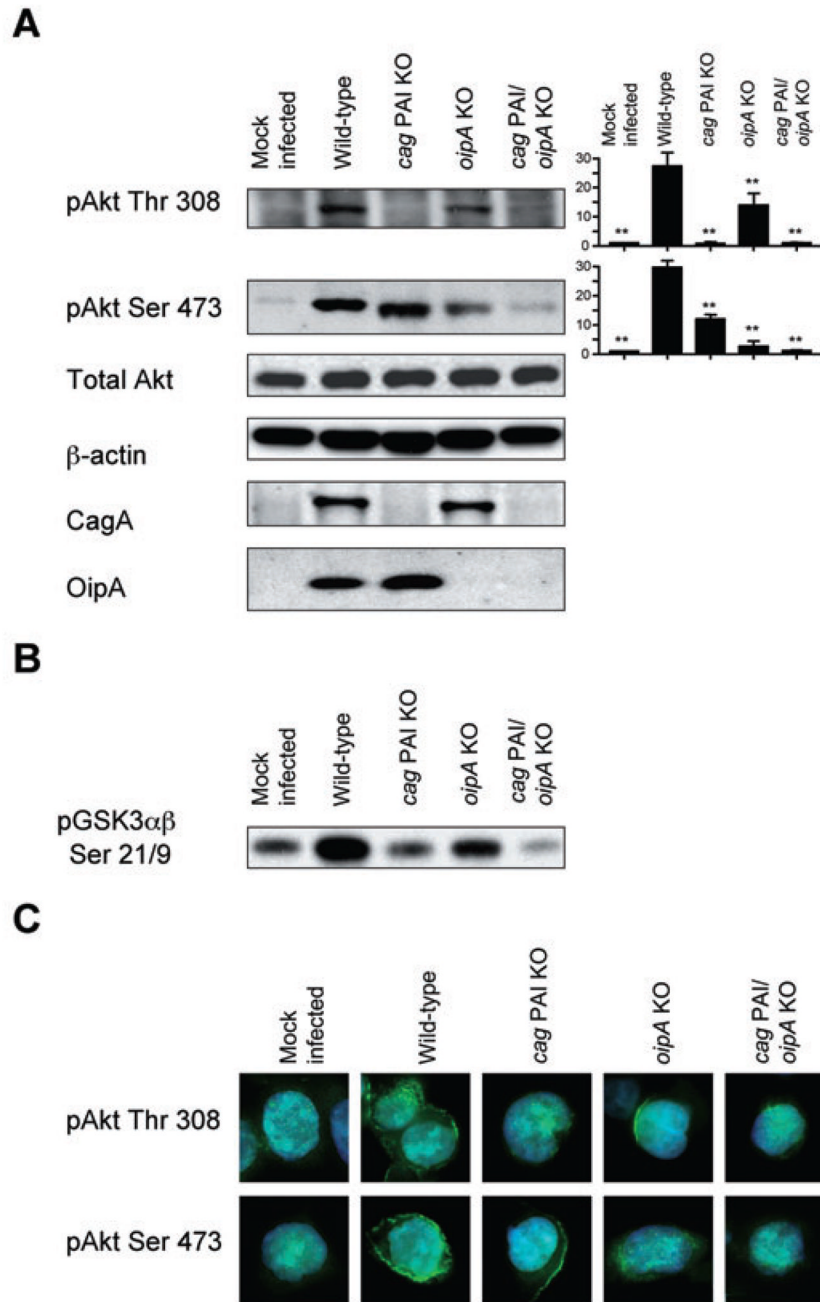 A
Mock
infected
Wild-type
cag PAI KO
oipA KO
cag PAI/
oipA KO
Mock
infected
Wild-type
cag PAI KO
oipA KO
cag PAI/
oipA KO
pAkt Thr 308
30
20
10
0
**
**
**
**
pAkt Ser 473
30
20
10
0
**
**
**
**
Total Akt
β-actin
CagA
OipA
B
Mock
infected
Wild-type
cag PAI KO
oipA KO
cag PAI/
oipA KO
pGSK3αβ
Ser 21/9
C
Mock
infected
Wild-type
cag PAI KO
oipA KO
cag PAI/
oipA KO
pAkt Thr 308
pAkt Ser 473